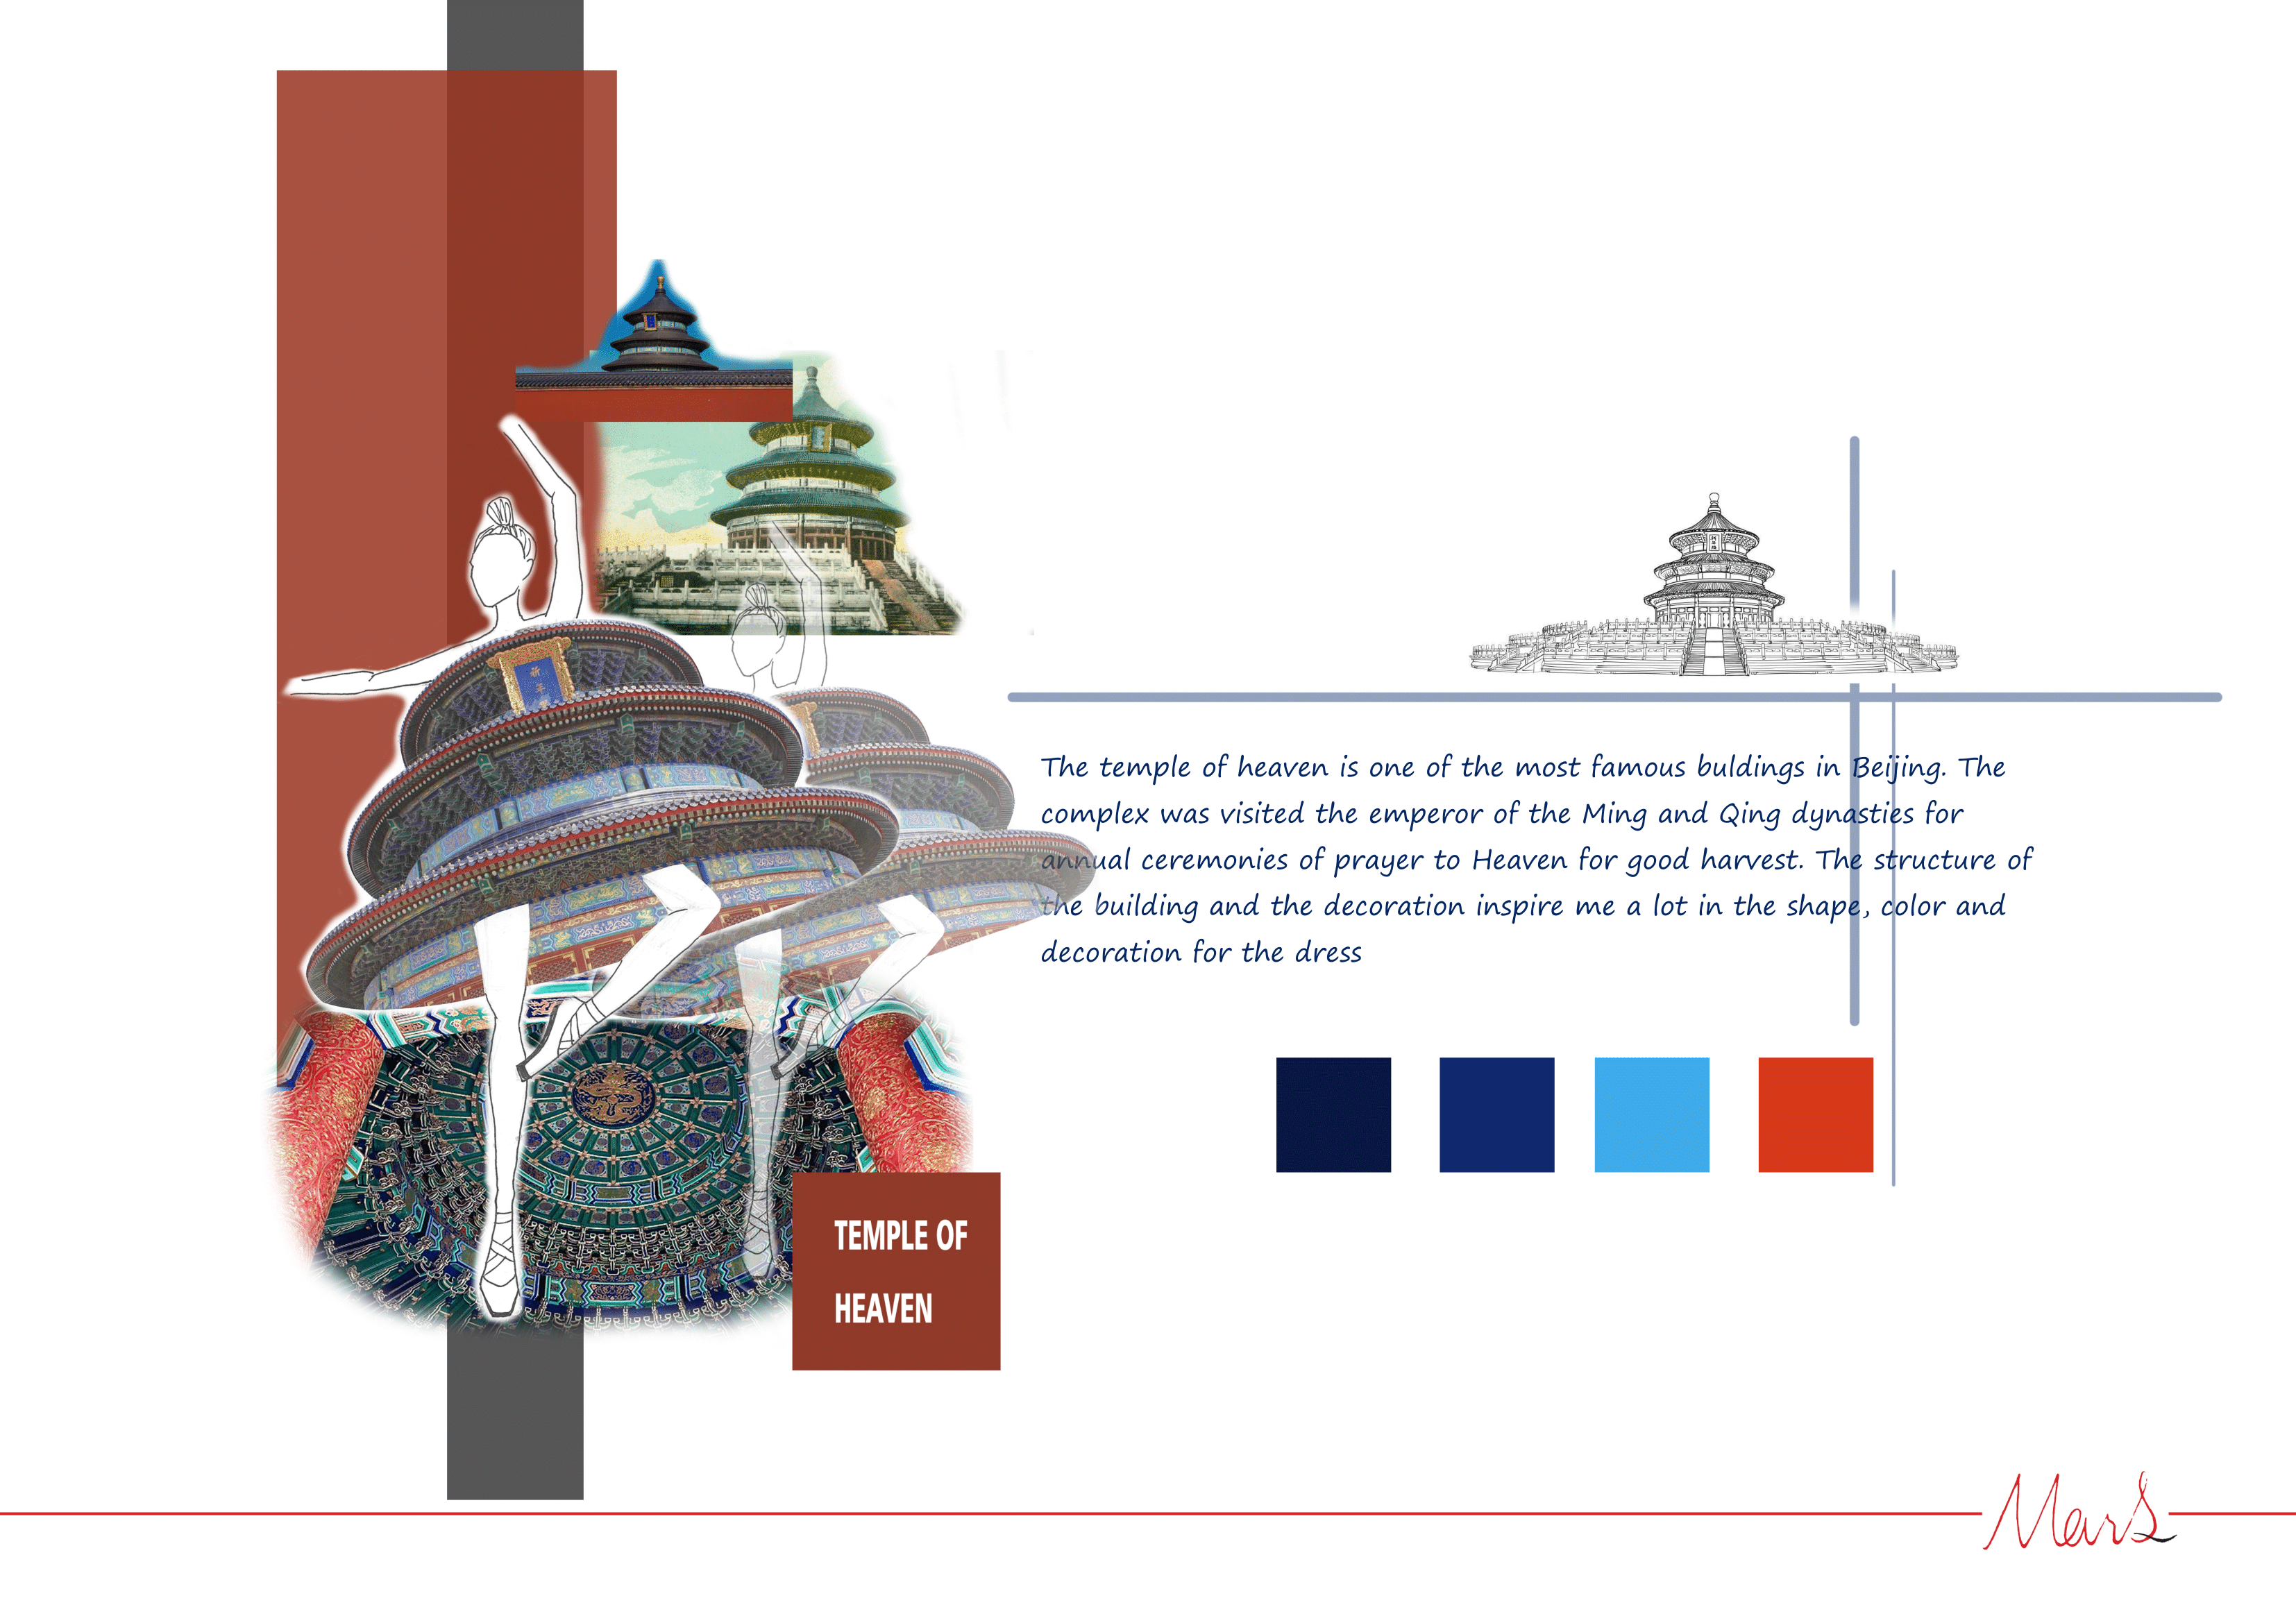 祈
年
The temple of heaven is one of the most famous buldings in Beijing. The
complex was visited the emperor of the Ming and Qing dynasties for
annual ceremonies of prayer to Heaven for good harvest. The structure of
the building and the decoration inspire me a lot in the shape, color and
decoration for the dress
TEMPLE OF
HEAVEN
Mars